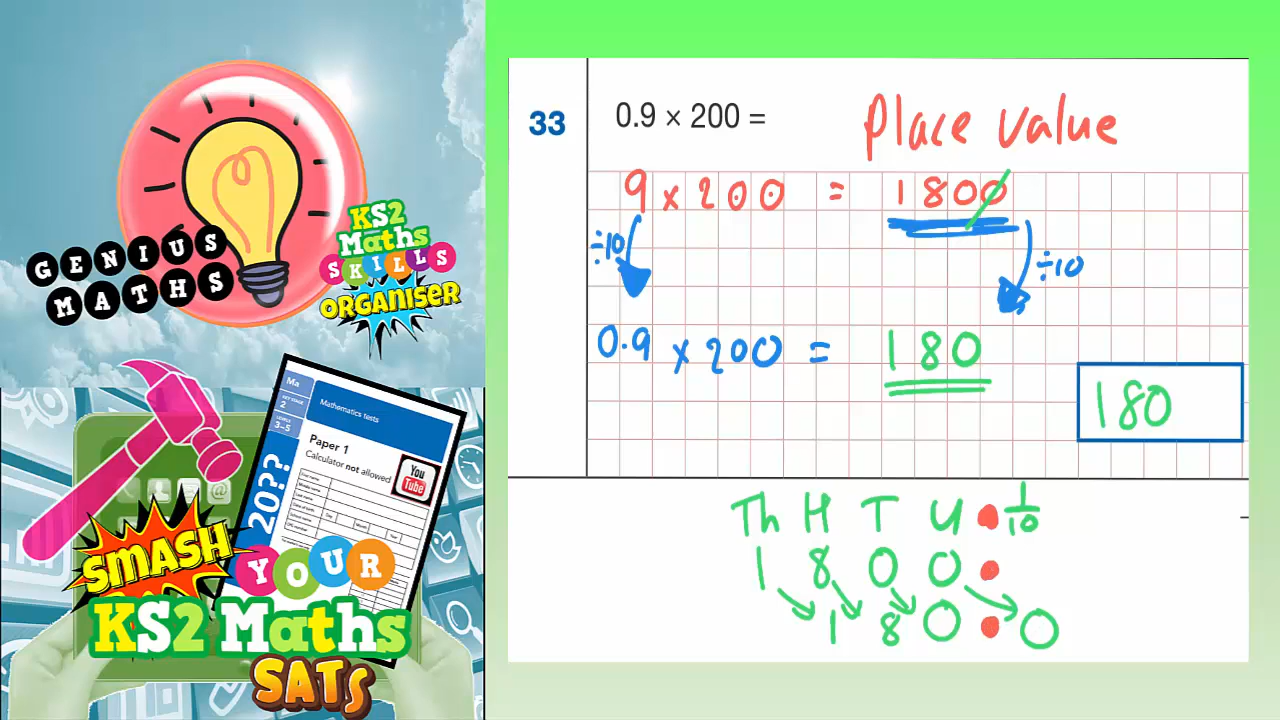 GENIUS
MATHS
KS2
Maths
SKILLS
ORGANISER
Ma
KEY STAGE
2
LEVELS
3–5
Mathematics tests
Paper 1
Calculator not allowed
20??
You
Tube
SMASH
YOUR
KS2 Maths
SATs
33
0.9 × 200 =
Place value
9 × 200 = 1800
÷10
÷10
0.9 × 200 = 180
180
Th H T U • 1/10
1 8 0 0 •
1 8 0 • 0